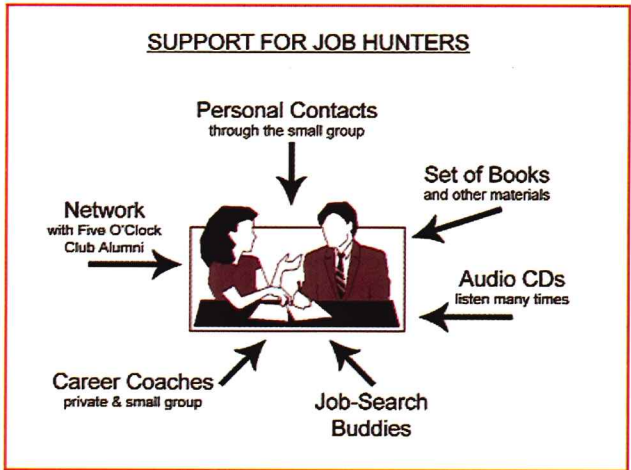 SUPPORT FOR JOB HUNTERS
Personal Contacts
through the small group
Set of Books
and other materials
Network
with Five O'Clock
Club Alumni
Audio CDs
listen many times
Career Coaches
private & small group
Job-Search
Buddies